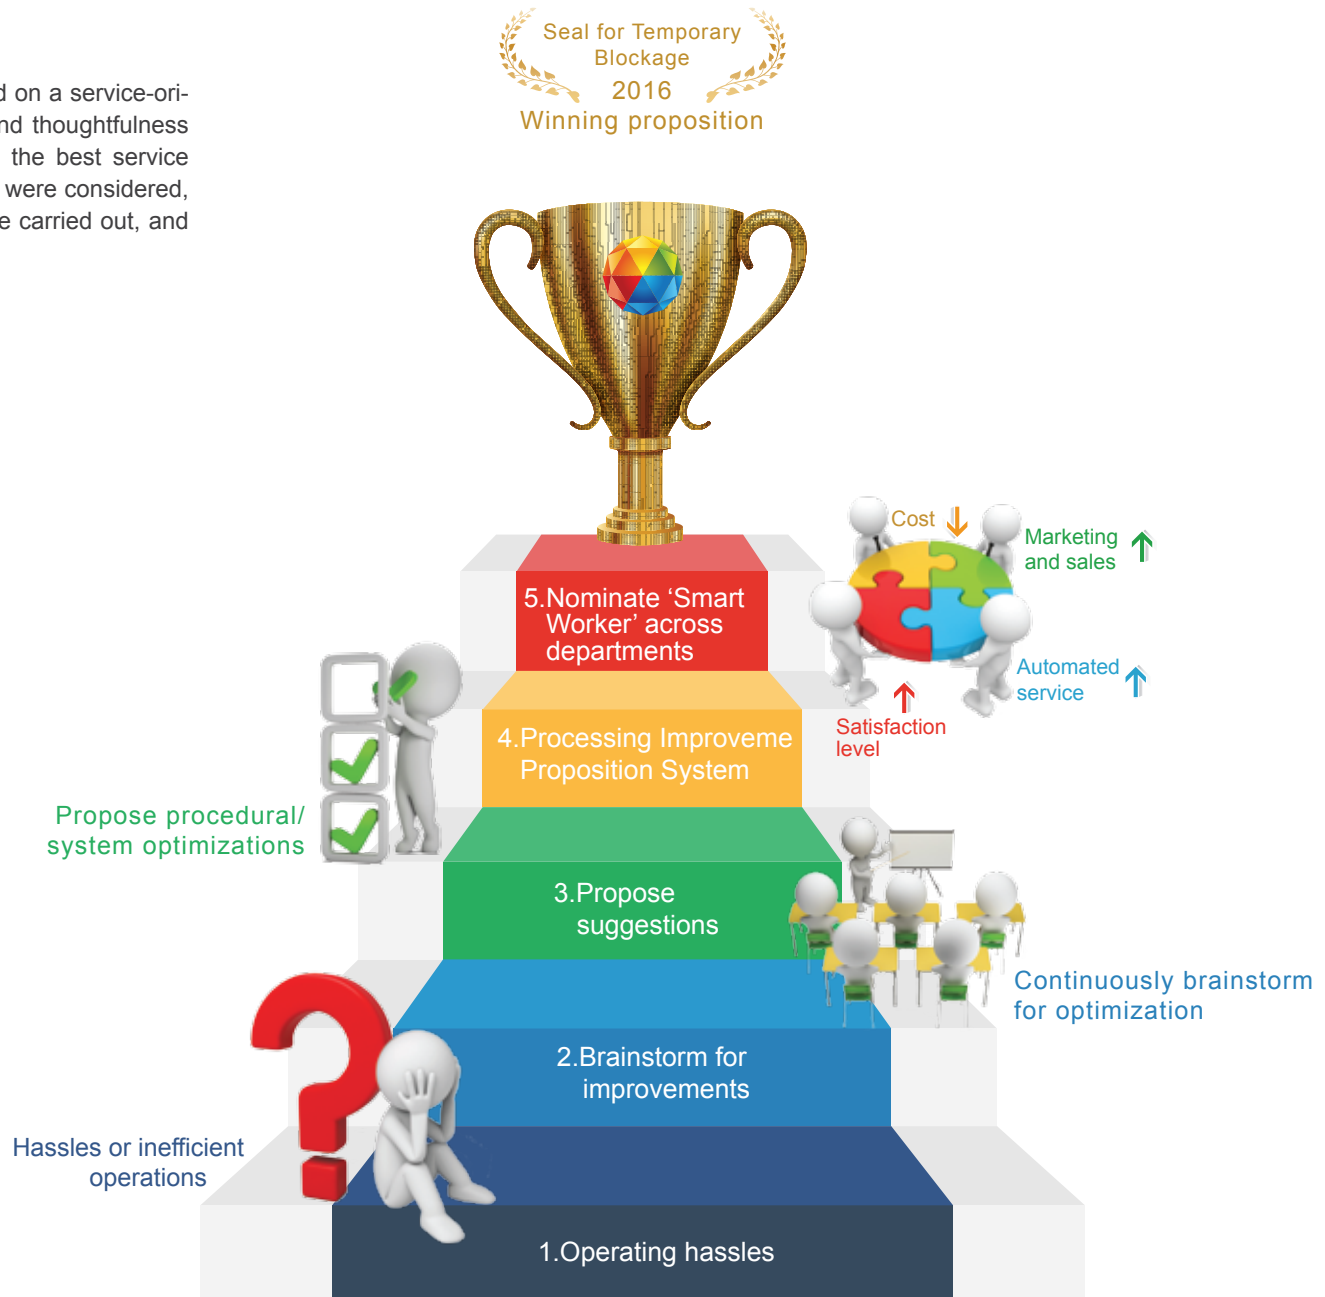 Seal for Temporary
Blockage
2016
Winning proposition
d on a service-ori-
nd thoughtfulness
the best service
were considered,
e carried out, and
Cost
Marketing
and sales
Automated
service
Satisfaction
level
5.Nominate ‘Smart
Worker’ across
departments
4.Processing Improveme
Proposition System
Propose procedural/
system optimizations
3.Propose
suggestions
Continuously brainstorm
for optimization
2.Brainstorm for
improvements
Hassles or inefficient
operations
1.Operating hassles